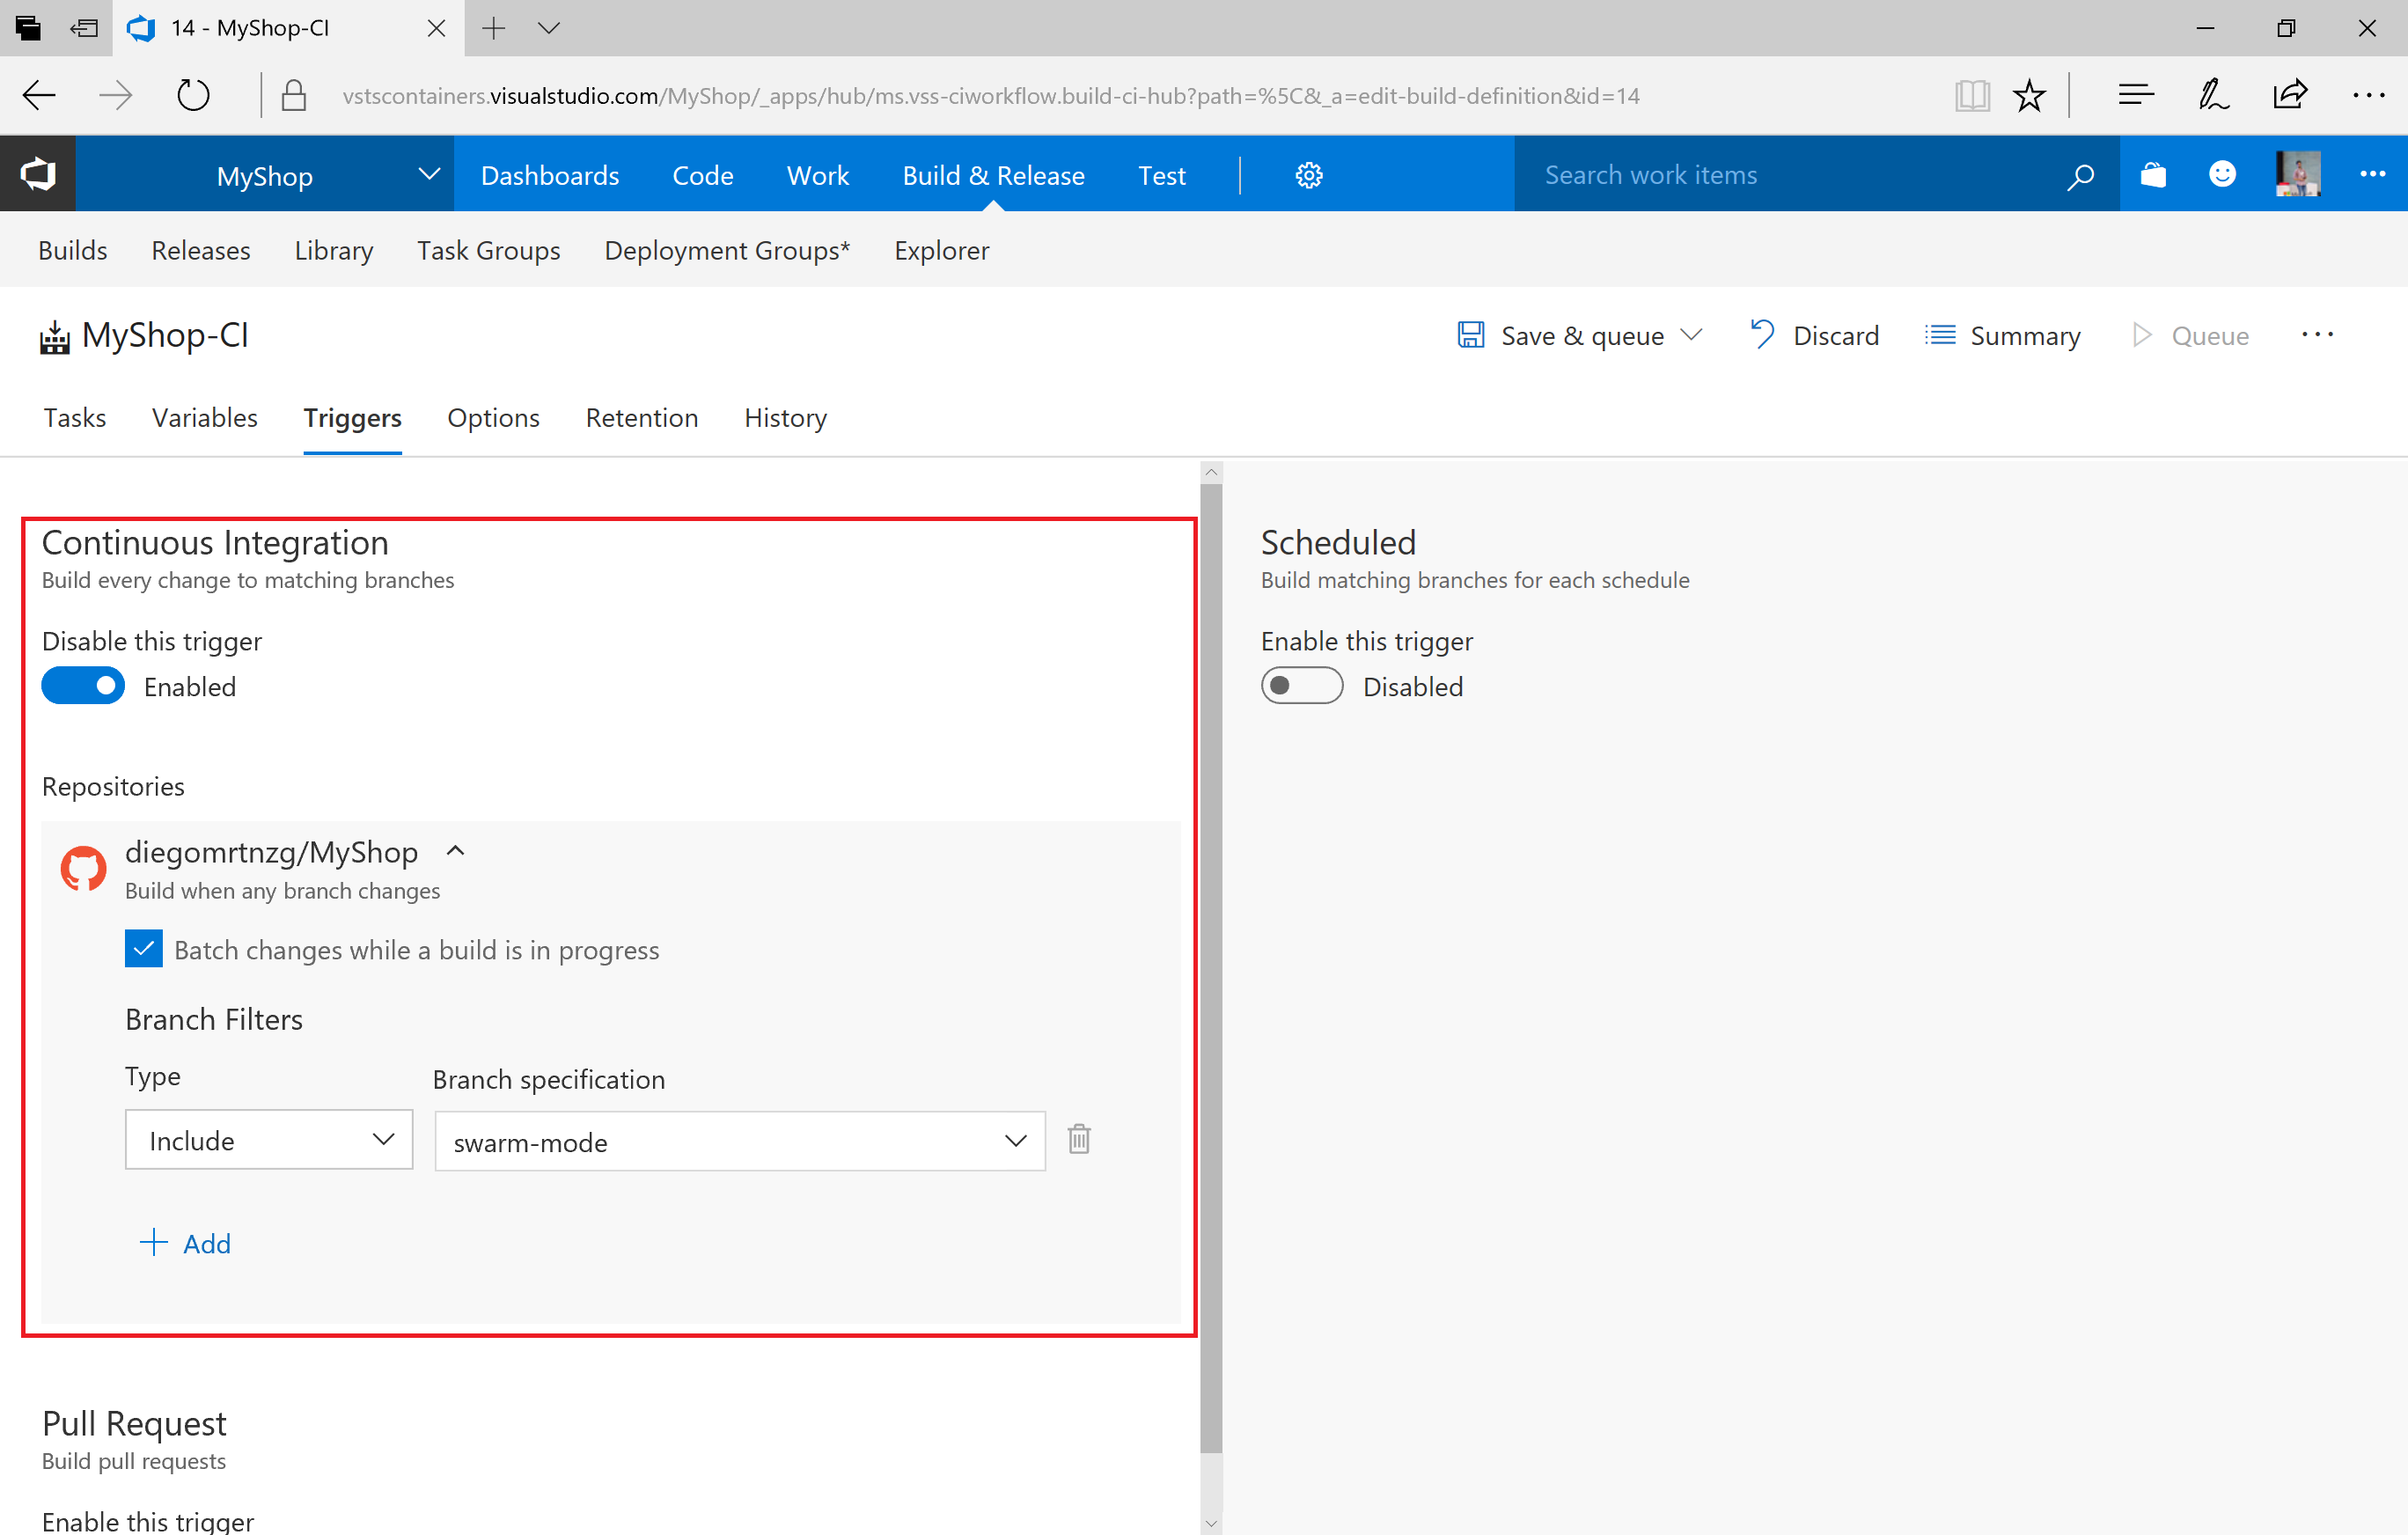 14 - MyShop-CI
vstscontainers.visualstudio.com/MyShop/_apps/hub/ms.vss-ciworkflow.build-ci-hub?path=%5C&_a=edit-build-definition&id=14
MyShop Dashboards Code Work Build & Release Test Search work items
Builds Releases Library Task Groups Deployment Groups* Explorer
MyShop-CI Save & queue Discard Summary Queue
Tasks Variables Triggers Options Retention History
Continuous Integration
Build every change to matching branches
Disable this trigger
Enabled
Repositories
diegomrtnzg/MyShop
Build when any branch changes
Batch changes while a build is in progress
Branch Filters
Type Branch specification
Include swarm-mode
Add
Pull Request
Build pull requests
Enable this trigger
Scheduled
Build matching branches for each schedule
Enable this trigger
Disabled